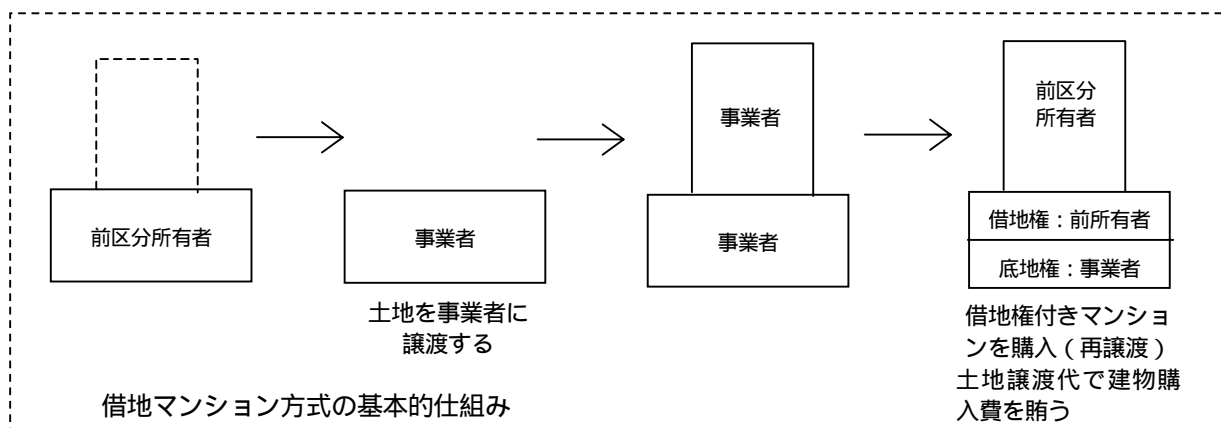 前区分所有者
事業者
土地を事業者に
譲渡する
事業者
事業者
前区分
所有者
借地権：前所有者
底地権：事業者
借地権付きマンショ
ンを購入（再譲渡）
土地譲渡代で建物購
入費を賄う
借地マンション方式の基本的仕組み